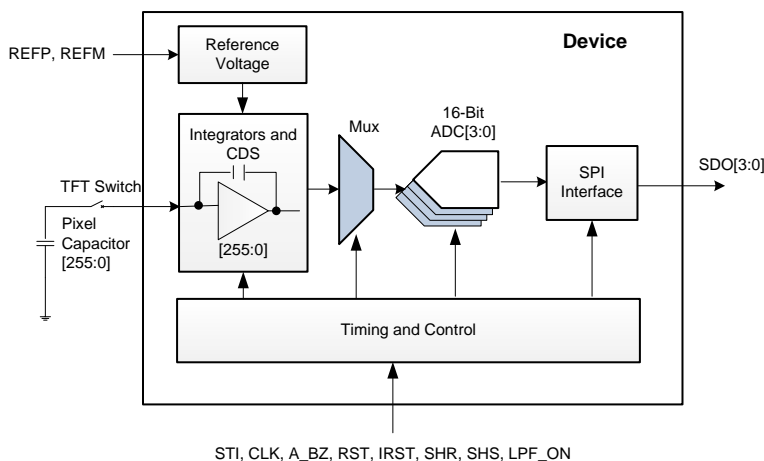 Device
REFP, REFM
Reference
Voltage
Integrators and
CDS
[255:0]
Mux
16-Bit
ADC[3:0]
SPI
Interface
SDO[3:0]
TFT Switch
Pixel
Capacitor
[255:0]
Timing and Control
STI, CLK, A_BZ, RST, IRST, SHR, SHS, LPF_ON